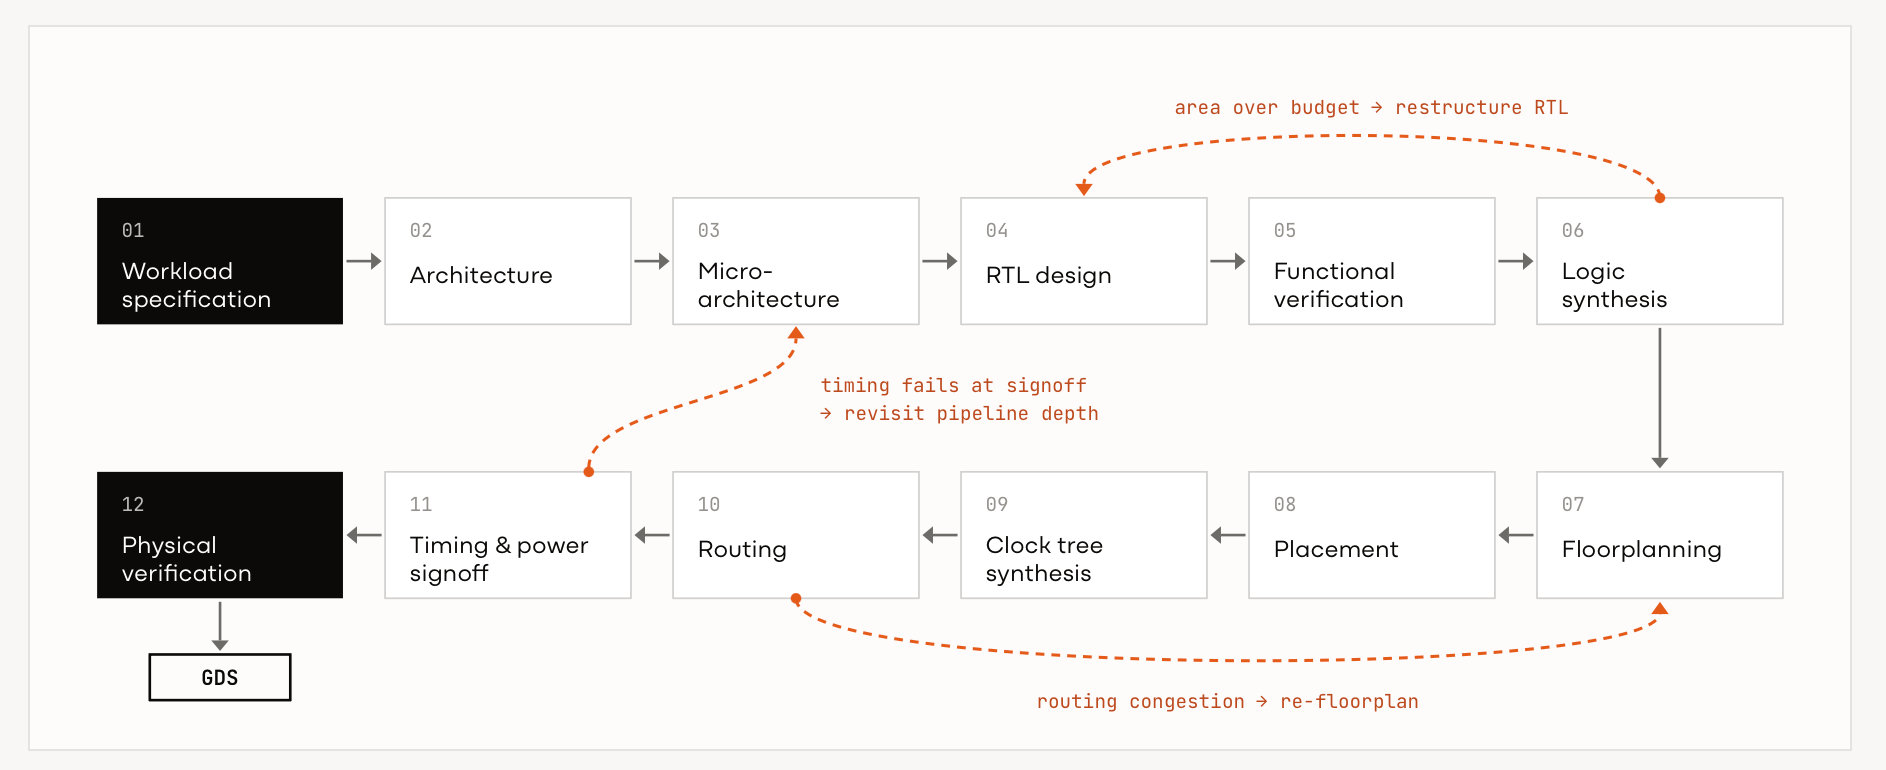 area over budget → restructure RTL
01
Workload
specification
02
Architecture
03
Micro-
architecture
04
RTL design
05
Functional
verification
06
Logic
synthesis
timing fails at signoff
→ revisit pipeline depth
12
Physical
verification
11
Timing & power
signoff
10
Routing
09
Clock tree
synthesis
08
Placement
07
Floorplanning
GDS
routing congestion → re-floorplan